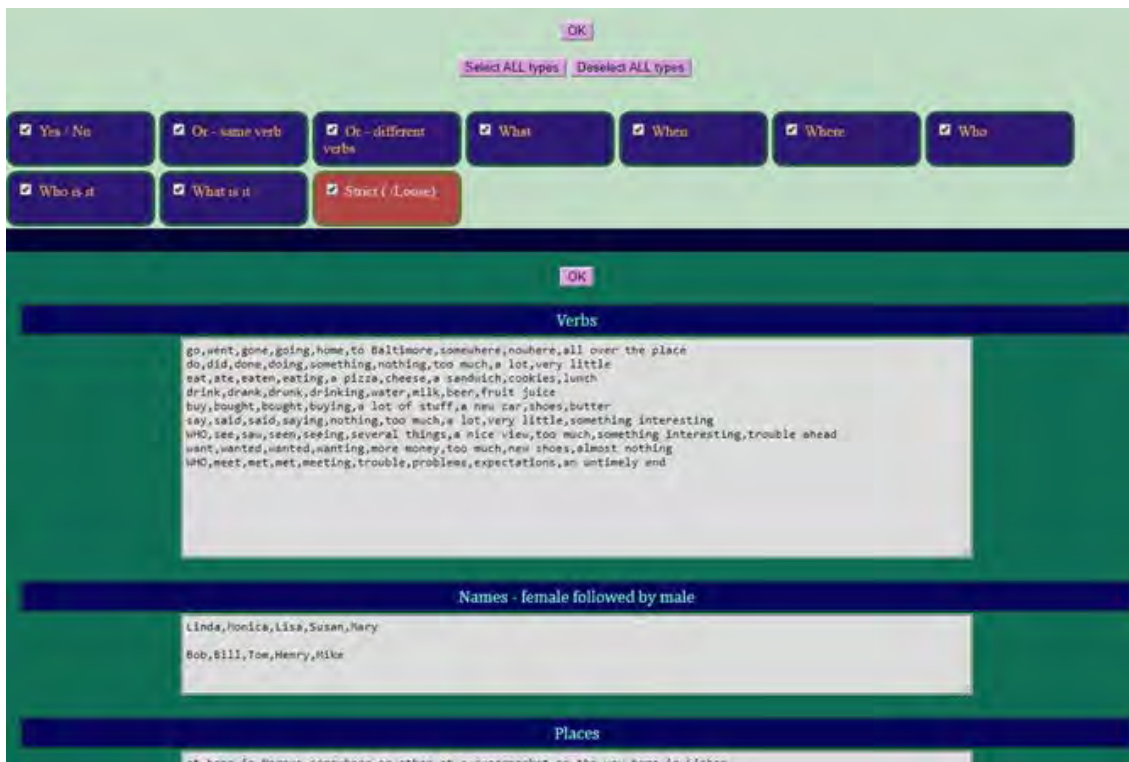 OK
Select ALL types Deselect ALL types
Yes / No
Or - same verb
Or - different
verbs
What
When
Where
Who
Who is it
What is it
Strict ( /Loose)
OK
Verbs
go,went,gone,going,home,to Baltimore,somewhere,nowhere,all over the place
do,did,done,doing,something,nothing,too much,a lot,very little
eat,ate,eaten,eating,a pizza,cheese,a sandwich,cookies,lunch
drink,drank,drunk,drinking,water,milk,beer,fruit juice
buy,bought,bought,buying,a lot of stuff,a new car,shoes,butter
say,said,said,saying,nothing,too much,a lot,very little,something interesting
WHO,see,saw,seen,seeing,several things,a nice view,too much,something interesting,trouble ahead
want,wanted,wanted,wanting,more money,too much,new shoes,almost nothing
WHO,meet,met,met,meeting,trouble,problems,expectations,an untimely end
Names - female followed by male
Linda,Monica,Lisa,Susan,Mary
Bob,Bill,Tom,Henry,Mike
Places